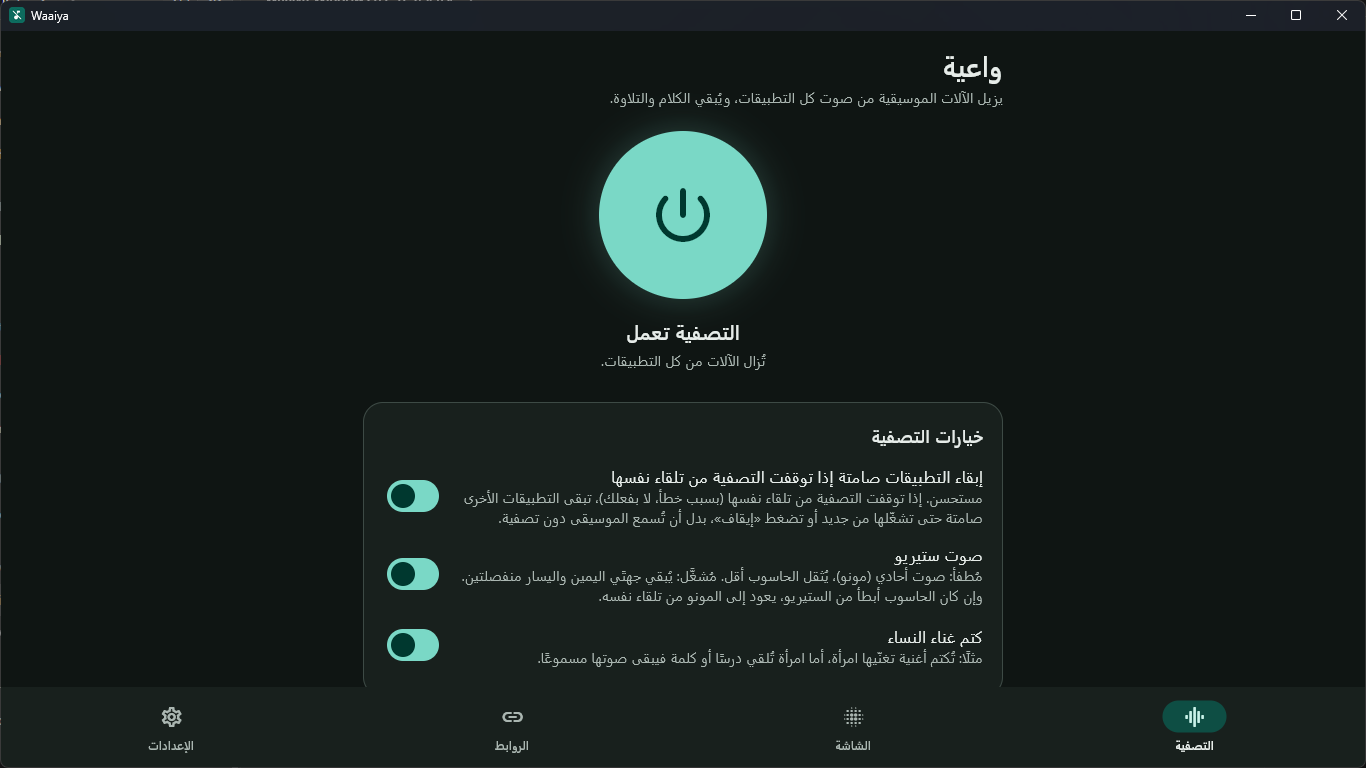 Waaiya
واعية
يزيل الآلات الموسيقية من صوت كل التطبيقات، ويُبقي الكلام والتلاوة.
التصفية تعمل
تُزال الآلات من كل التطبيقات.
خيارات التصفية
إبقاء التطبيقات صامتة إذا توقفت التصفية من تلقاء نفسها
مستحسن. إذا توقفت التصفية من تلقاء نفسها (بسبب خطأ، لا بفعلك)، تبقى التطبيقات الأخرى
صامتة حتى تشغّلها من جديد أو تضغط «إيقاف»، بدل أن تُسمع الموسيقى دون تصفية.
صوت ستيريو
مُطفأ: صوت أحادي (مونو)، يُثقل الحاسوب أقل. مُشغَّل: يُبقي جهتَي اليمين واليسار منفصلتين.
وإن كان الحاسوب أبطأ من الستيريو، يعود إلى المونو من تلقاء نفسه.
كتم غناء النساء
مثلًا: تُكتم أغنية تغنّيها امرأة، أما امرأة تُلقي درسًا أو كلمة فيبقى صوتها مسموعًا.
التصفية
الشاشة
الروابط
الإعدادات